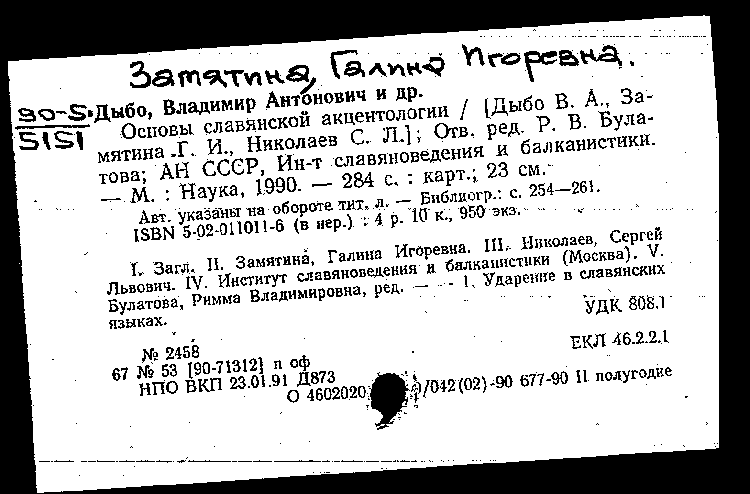 Замятина, Галина Игоревна.
90-5
5151
Дыбо, Владимир Антонович и др.
Основы славянской акцентологии / [Дыбо В. А., За-
мятина Г. И., Николаев С. Л.]; Отв. ред. Р. В. Була-
това; АН СССР, Ин-т славяноведения и балканистики.
— М. : Наука, 1990. — 284 с. : карт.; 23 см.
Авт. указаны на обороте тит. л. — Библиогр.: с. 254—261.
ISBN 5-02-011011-6 (в пер.) : 4 р. 10 к., 950 экз.
I. Загл. II. Замятина, Галина Игоревна. III. Николаев, Сергей
Львович. IV. Институт славяноведения и балканистики (Москва). V.
Булатова, Римма Владимировна, ред. — — 1. Ударение в славянских
языках.
УДК 808.1
№ 2458
ЕКЛ 46.2.2.1
67 № 53 [90-71312] п оф
НПО ВКП 23.01.91 Д873
О 4602020 )/042(02)-90 677-90 II полугодие